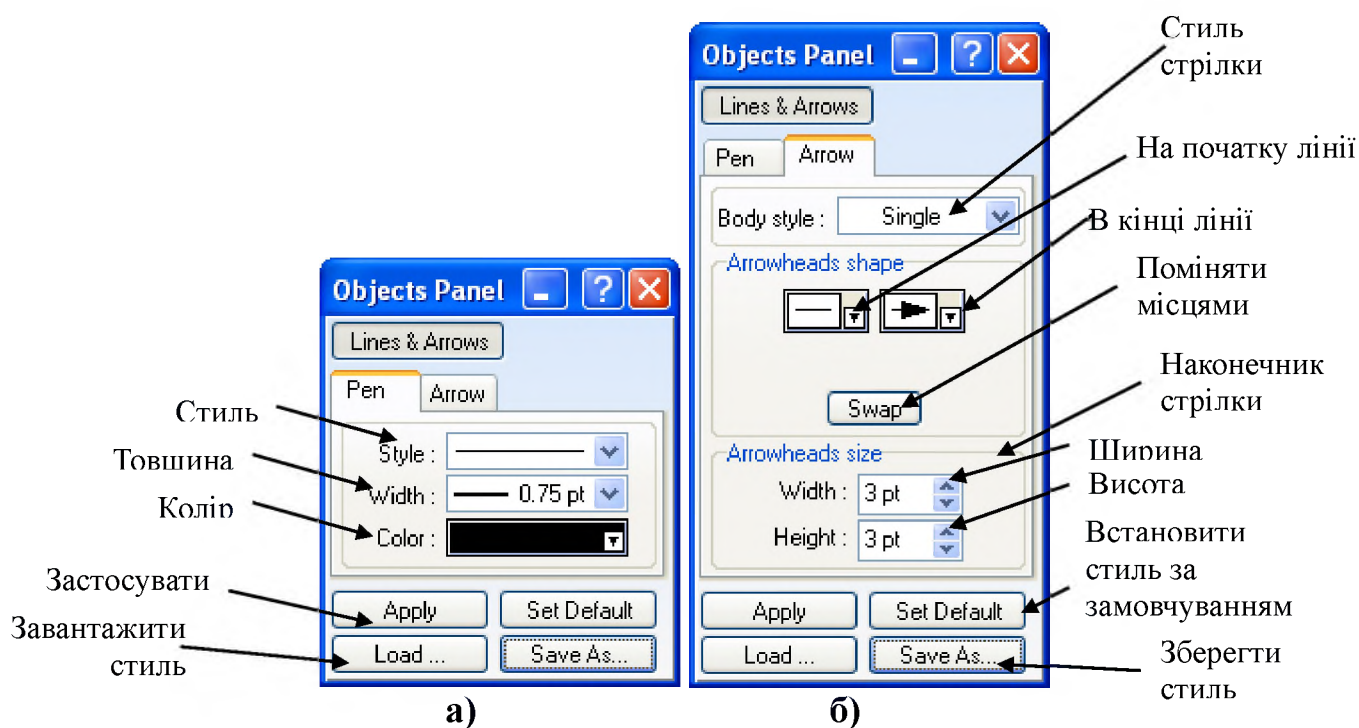 Objects Panel
Lines & Arrows
Pen
Arrow
Style :
Width :
0.75 pt
Color :
Apply
Set Default
Load ...
Save As...
Стиль
Товщина
Колір
Застосувати
Завантажити
стиль
а)
Objects Panel
Lines & Arrows
Pen
Arrow
Body style :
Single
Arrowheads shape
Swap
Arrowheads size
Width :
3 pt
Height :
3 pt
Apply
Set Default
Load ...
Save As...
Стиль
стрілки
На початку лінії
В кінці лінії
Поміняти
місцями
Наконечник
стрілки
Ширина
Висота
Встановити
стиль за
замовчуванням
Зберегти
стиль
б)